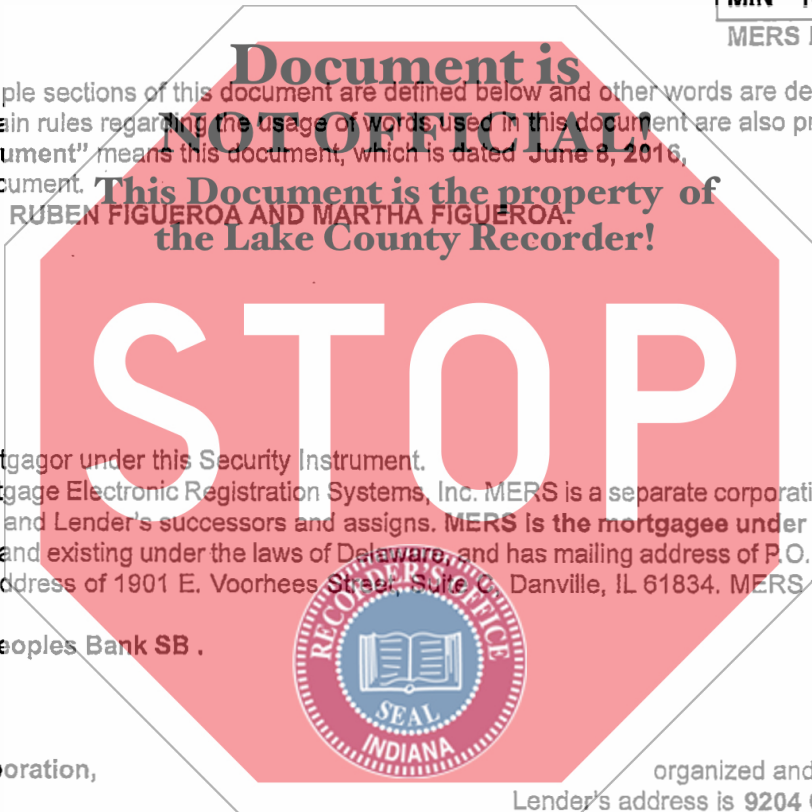 MIN
MERS
Document is
ple sections of this document are defined below and other words are de
ain rules regarding the usage of words used in this document are also pr
NOT OFFICIAL!
ument" means this document, which is dated June 8, 2016,
cument.
This Document is the property of
RUBEN FIGUEROA AND MARTHA FIGUEROA.
the Lake County Recorder!
STOP
tgagor under this Security Instrument.
tgage Electronic Registration Systems, Inc. MERS is a separate corporati
and Lender's successors and assigns. MERS is the mortgagee under
and existing under the laws of Delaware, and has mailing address of P.O.
ddress of 1901 E. Voorhees Street, Suite C, Danville, IL 61834. MERS
RECORDER'S OFFICE
eoples Bank SB .
SEAL
INDIANA
oration,
organized and
Lender's address is 9204